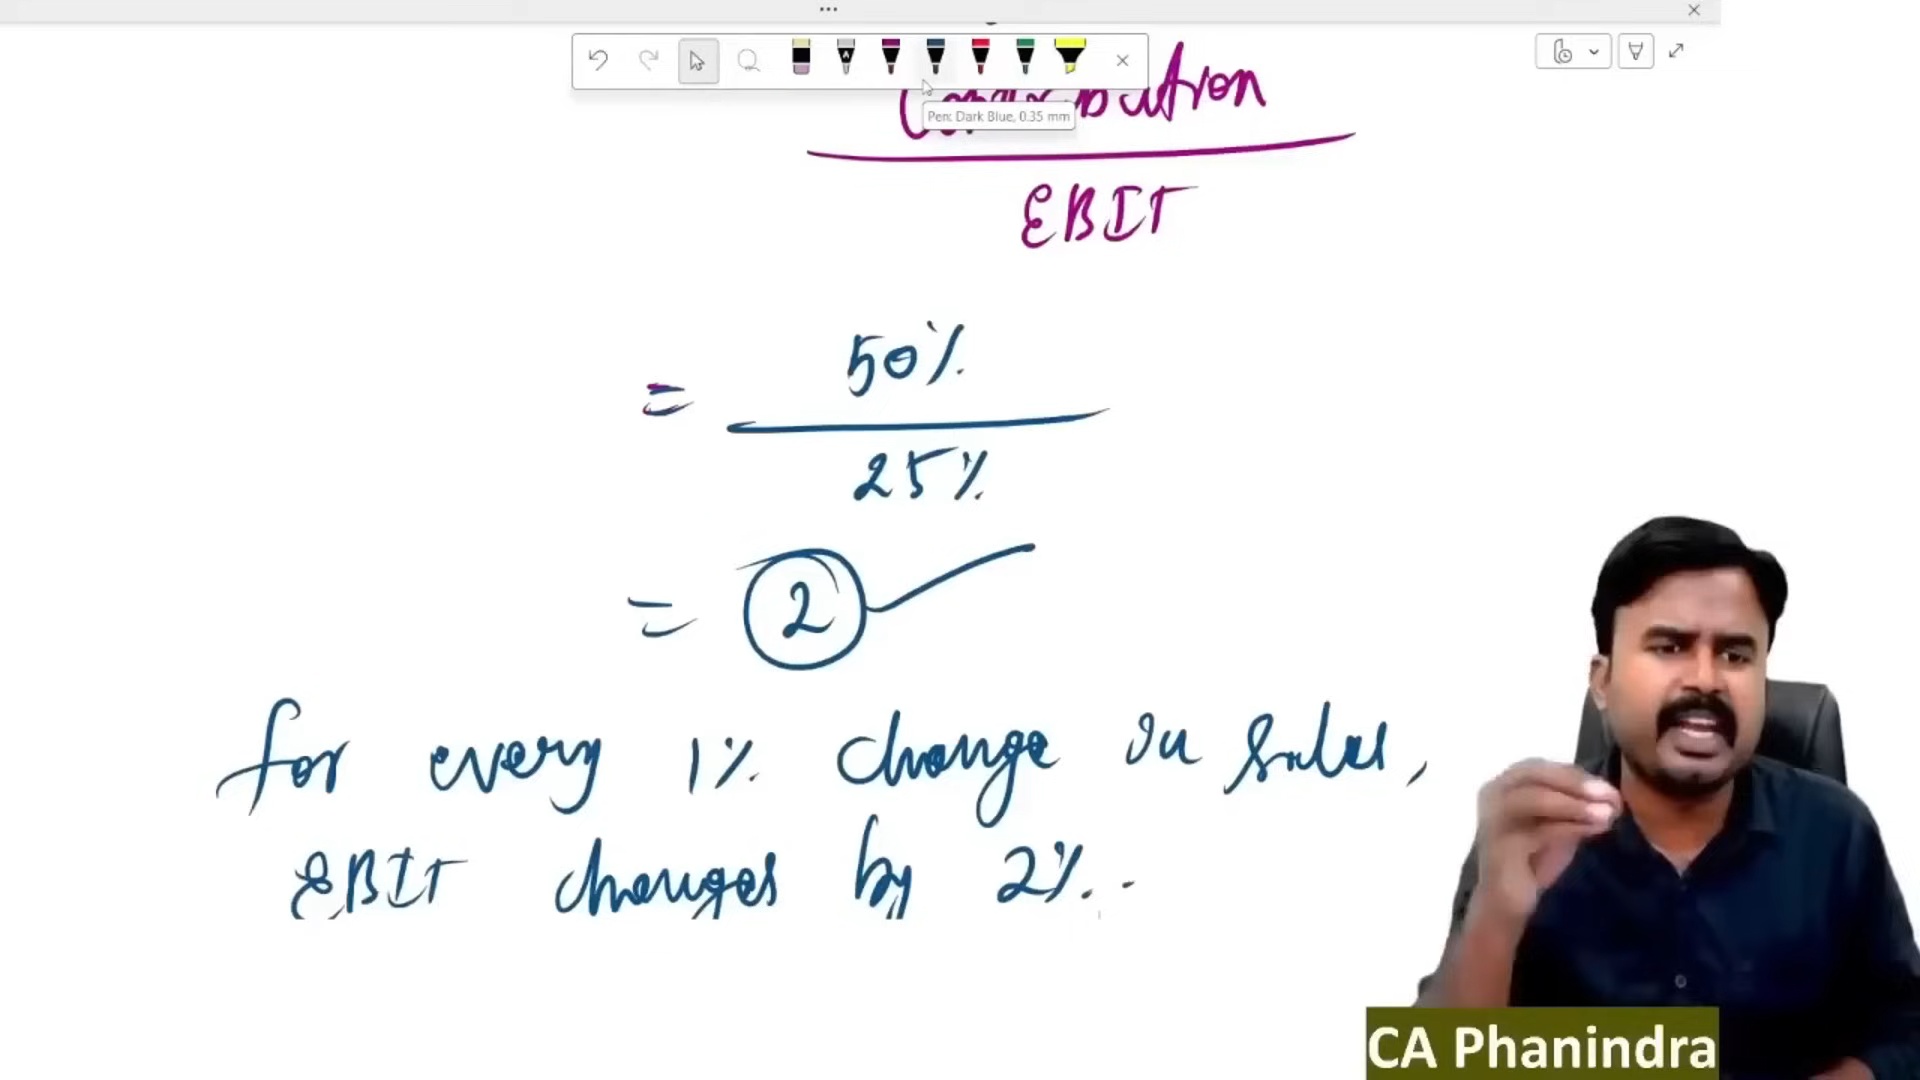 Contribution
Pen: Dark Blue, 0.35 mm
EBIT
= 50%
25%
= 2
for every 1% change in sales,
EBIT changes by 2%.
CA Phanindra